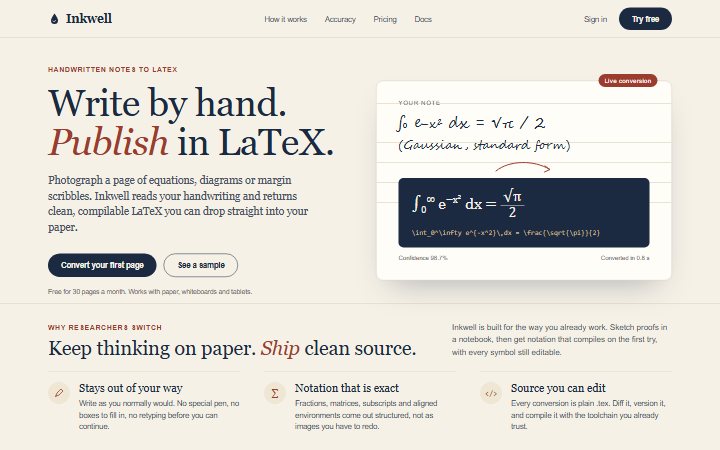 Inkwell
How it works
Accuracy
Pricing
Docs
Sign in
Try free
HANDWRITTEN NOTES TO LATEX
Write by hand.
Publish in LaTeX.
Photograph a page of equations, diagrams or margin
scribbles. Inkwell reads your handwriting and returns
clean, compilable LaTeX you can drop straight into your
paper.
Convert your first page
See a sample
Free for 30 pages a month. Works with paper, whiteboards and tablets.
Live conversion
YOUR NOTE
∫₀ e−x² dx = √π / 2
(Gaussian, standard form)
∫₀^∞ e^−x² dx = √π / 2
\int_0^\infty e^{-x^2}\,dx = \frac{\sqrt{\pi}}{2}
Confidence 98.7%
Converted in 0.8 s
WHY RESEARCHERS SWITCH
Keep thinking on paper. Ship clean source.
Inkwell is built for the way you already work. Sketch proofs in
a notebook, then get notation that compiles on the first try,
with every symbol still editable.
Stays out of your way
Write as you normally would. No special pen, no
boxes to fill in, no retyping before you can
continue.
Σ
Notation that is exact
Fractions, matrices, subscripts and aligned
environments come out structured, not as
images you have to redo.
</>
Source you can edit
Every conversion is plain .tex. Diff it, version it,
and compile it with the toolchain you already
trust.